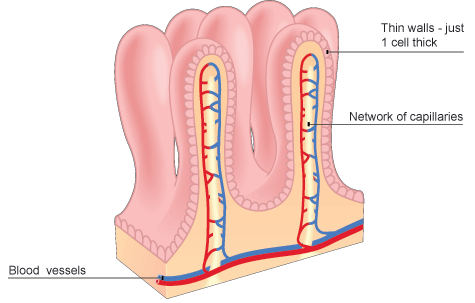 Thin walls - just
1 cell thick
Network of capillaries
Blood vessels